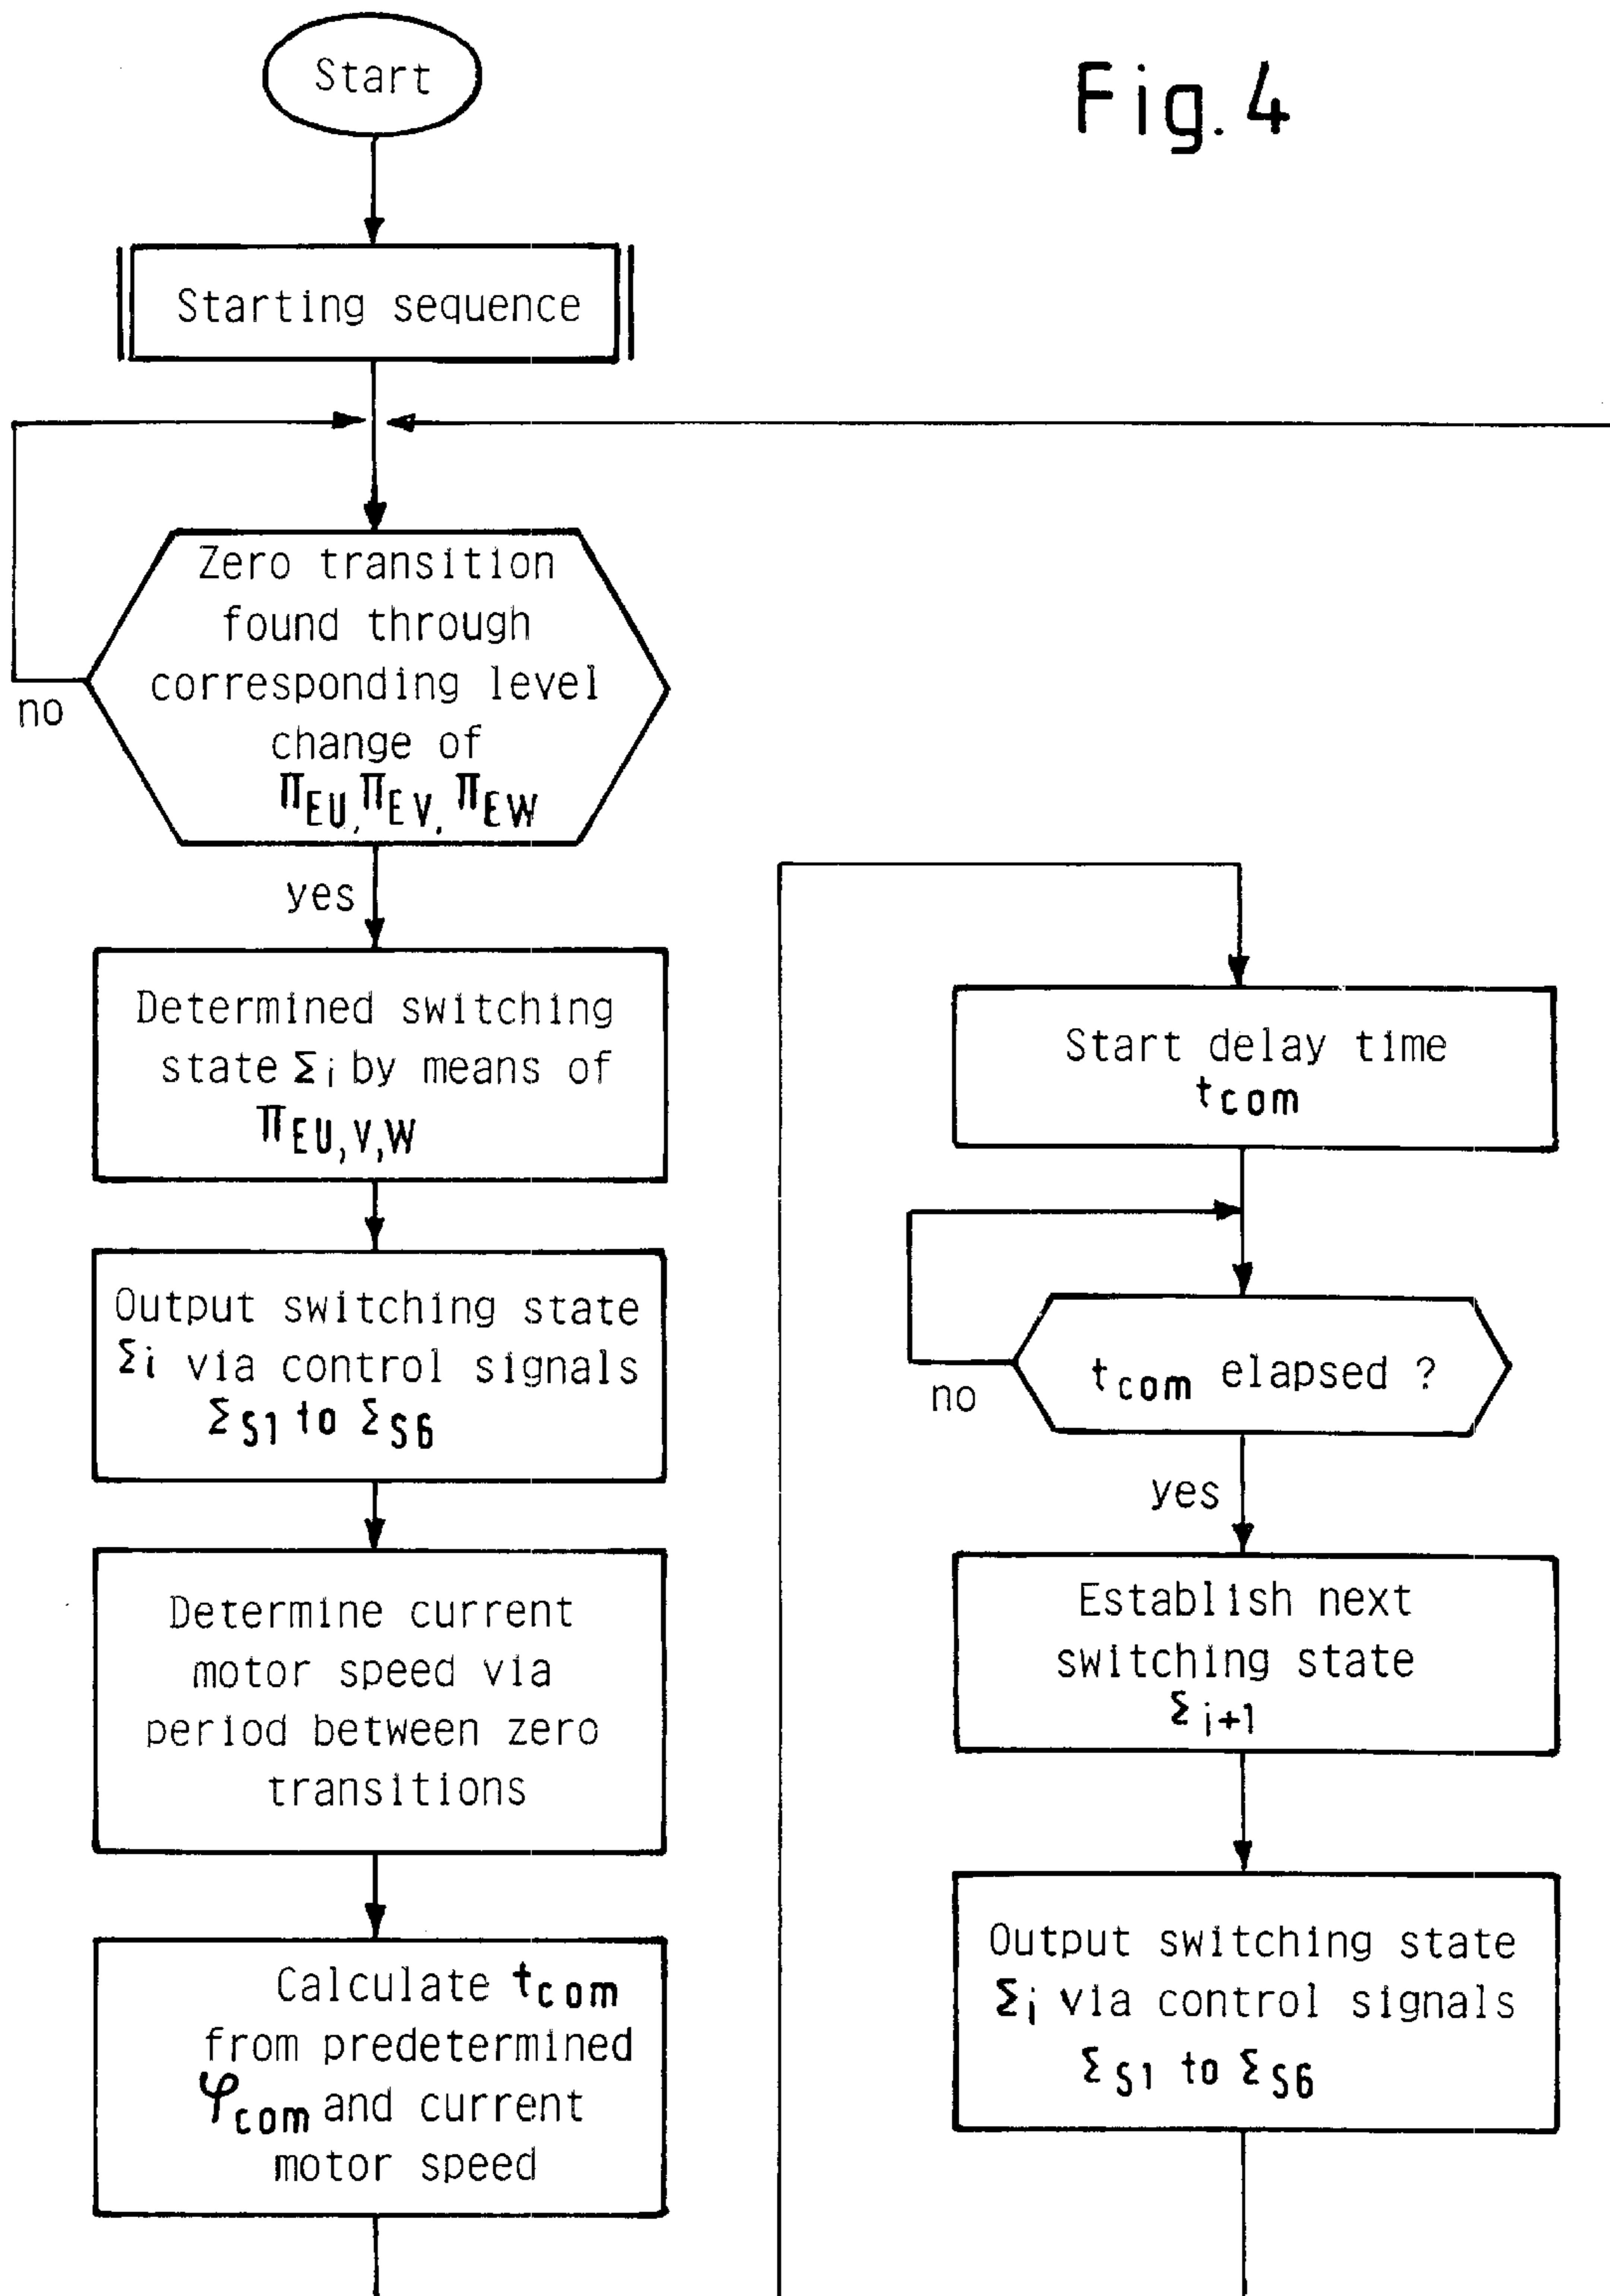 Fig. 4
Start
Starting sequence
Zero transition
found through
corresponding level
change of
Π EU, Π EV, Π EW
no
yes
Determined switching
state Σ i by means of
Π EU, V, W
Output switching state
Σ i via control signals
Σ S1 to Σ S6
Determine current
motor speed via
period between zero
transitions
Calculate t com
from predetermined
φ com and current
motor speed
Start delay time
t com
t com elapsed ?
no
yes
Establish next
switching state
Σ i+1
Output switching state
Σ i via control signals
Σ S1 to Σ S6